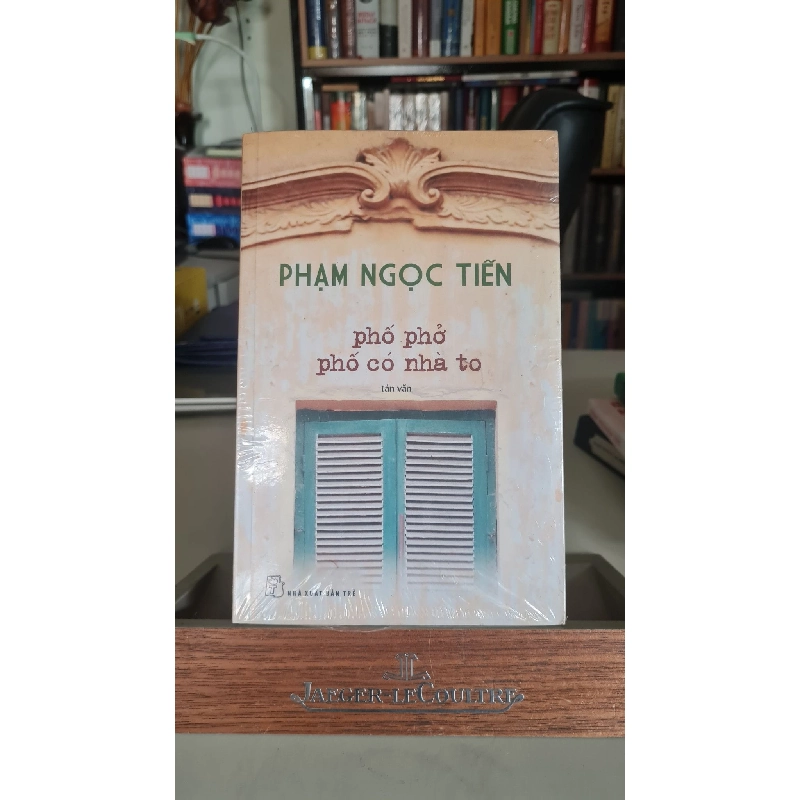 PHẠM NGỌC TIẾN
phố phở
phố có nhà to
tản văn
NHÀ XUẤT BẢN TRẺ
JAEGER-LECOULTRE